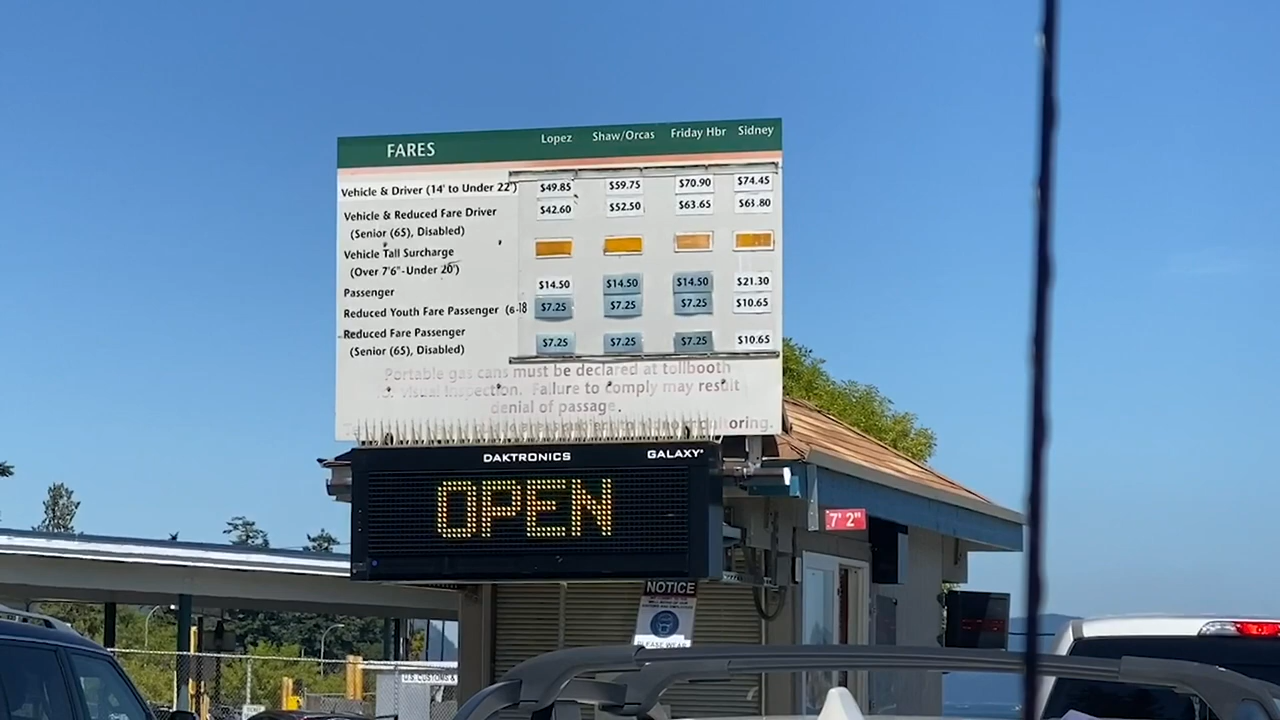 FARES Lopez Shaw/Orcas Friday Hbr Sidney
Vehicle & Driver (14' to Under 22') $49.85 $59.75 $70.90 $74.45
Vehicle & Reduced Fare Driver $42.60 $52.50 $63.65 $63.80
(Senior (65), Disabled)
Vehicle Tall Surcharge
(Over 7'6"-Under 20')
Passenger $14.50 $14.50 $14.50 $21.30
Reduced Youth Fare Passenger (6-18 $7.25 $7.25 $7.25 $10.65
Reduced Fare Passenger $7.25 $7.25 $7.25 $10.65
(Senior (65), Disabled)
Portable gas cans must be declared at tollbooth
visual inspection. Failure to comply may result
denial of passage.
DAKTRONICS GALAXY
OPEN
7' 2"
NOTICE
PLEASE WEAR
U.S. CUSTOMS